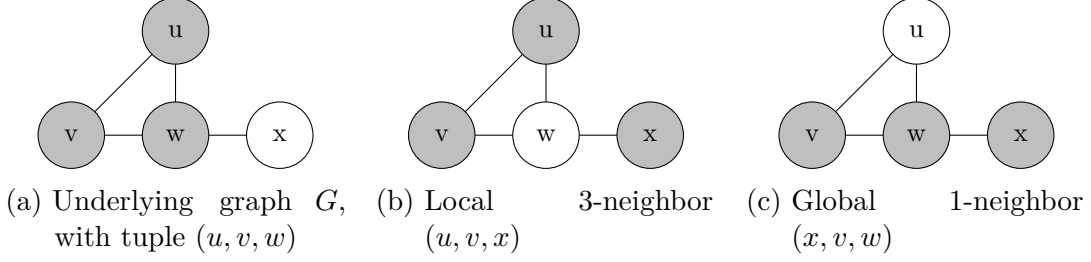 u
v w x
u
v w x
u
v w x
(a) Underlying graph G,
with tuple (u, v, w)
(b) Local 3-neighbor
(u, v, x)
(c) Global 1-neighbor
(x, v, w)